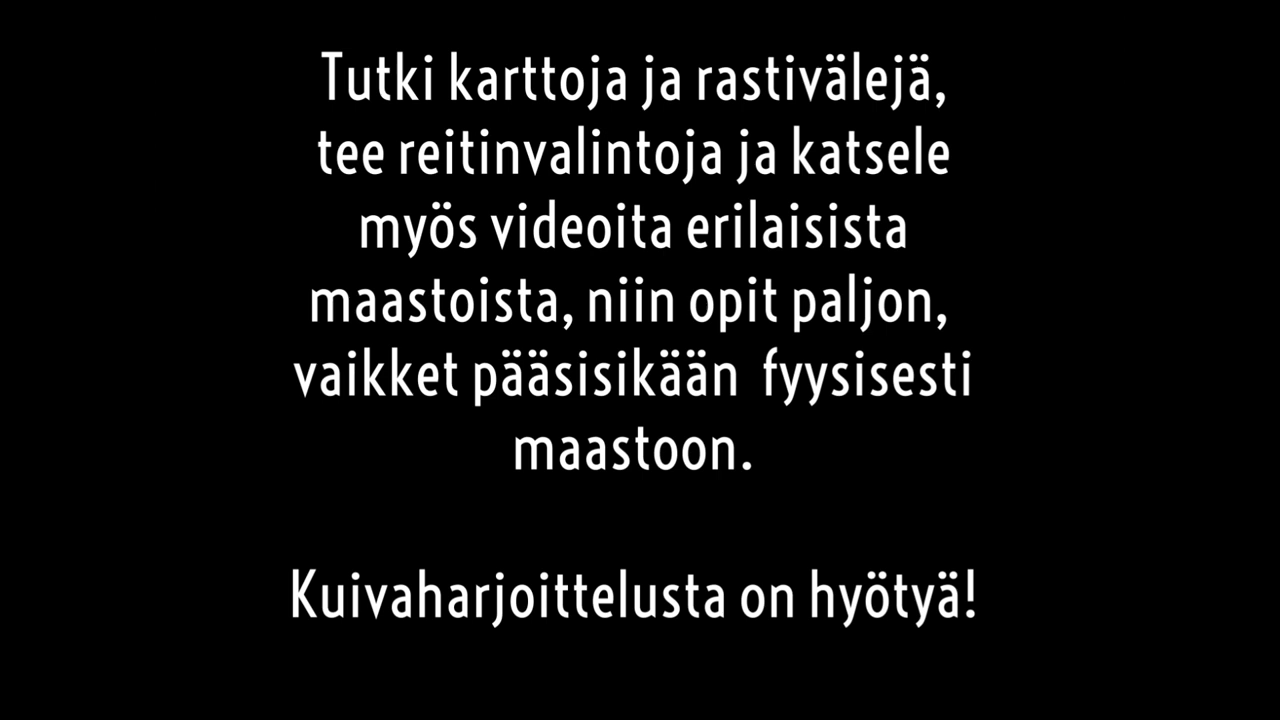 Tutki karttoja ja rastivälejä,
tee reitinvalintoja ja katsele
myös videoita erilaisista
maastoista, niin opit paljon,
vaikket pääsisikään  fyysisesti
maastoon.
Kuivaharjoittelusta on hyötyä!